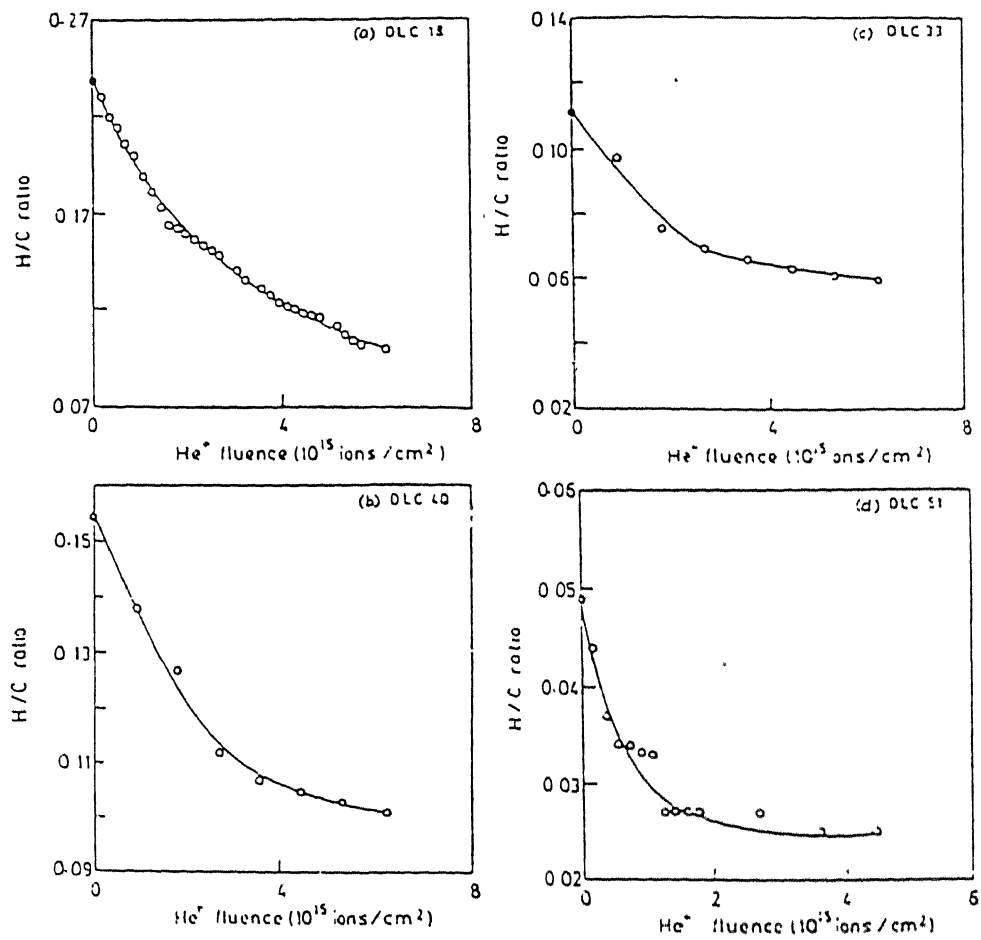 0.27
(a) DLC 18
H/C ratio
0.17
0.07
0
4
8
He⁺ fluence (10¹⁵ ions/cm²)
0.14
(c) DLC 33
H/C ratio
0.10
0.06
0.02
0
4
8
fluence (10¹⁵ ions/cm²)
(b) DLC 40
H/C ratio
0.15
0.13
0.11
0.09
0
4
8
fluence (10¹⁵ ions/cm²)
0.06
(d) DLC 51
H/C ratio
0.05
0.04
0.03
0.02
0
2
4
6
He⁺ fluence (10¹⁵ ions/cm²)